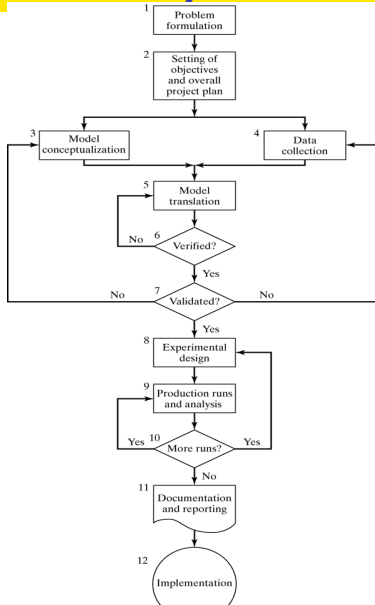 1
Problem
formulation
2
Setting of
objectives
and overall
project plan
3
Model
conceptualization
4
Data
collection
5
Model
translation
6
No
Verified?
Yes
7
No
Validated?
No
Yes
8
Experimental
design
9
Production runs
and analysis
10
Yes
More runs?
Yes
No
11
Documentation
and reporting
12
Implementation